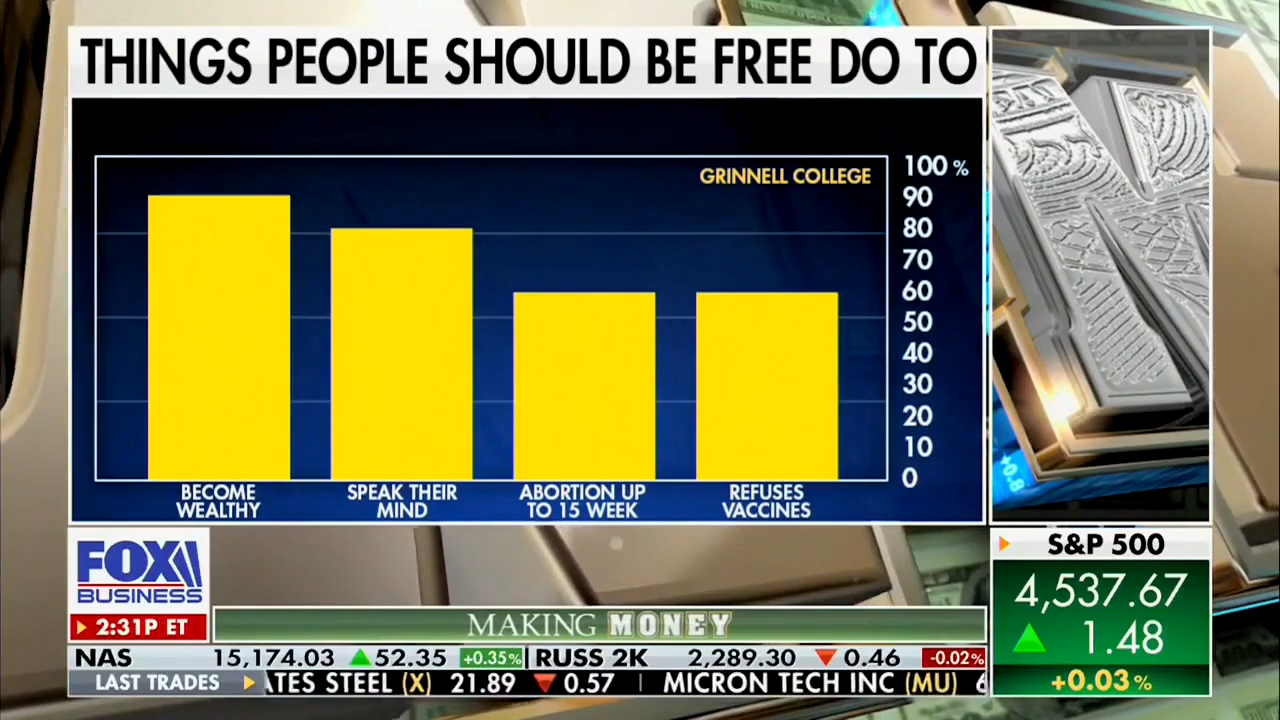 THINGS PEOPLE SHOULD BE FREE DO TO
GRINNELL COLLEGE
100 %
90
80
70
60
50
40
30
20
10
0
BECOME
WEALTHY
SPEAK THEIR
MIND
ABORTION UP
TO 15 WEEK
REFUSES
VACCINES
+0.8
FOX
BUSINESS
2:31P ET
MAKING MONEY
S&P 500
4,537.67
1.48
+0.03%
NAS 15,174.03 52.35 +0.35% RUSS 2K 2,289.30 0.46 -0.02%
LAST TRADES ATES STEEL (X) 21.89 0.57 | MICRON TECH INC (MU) 6